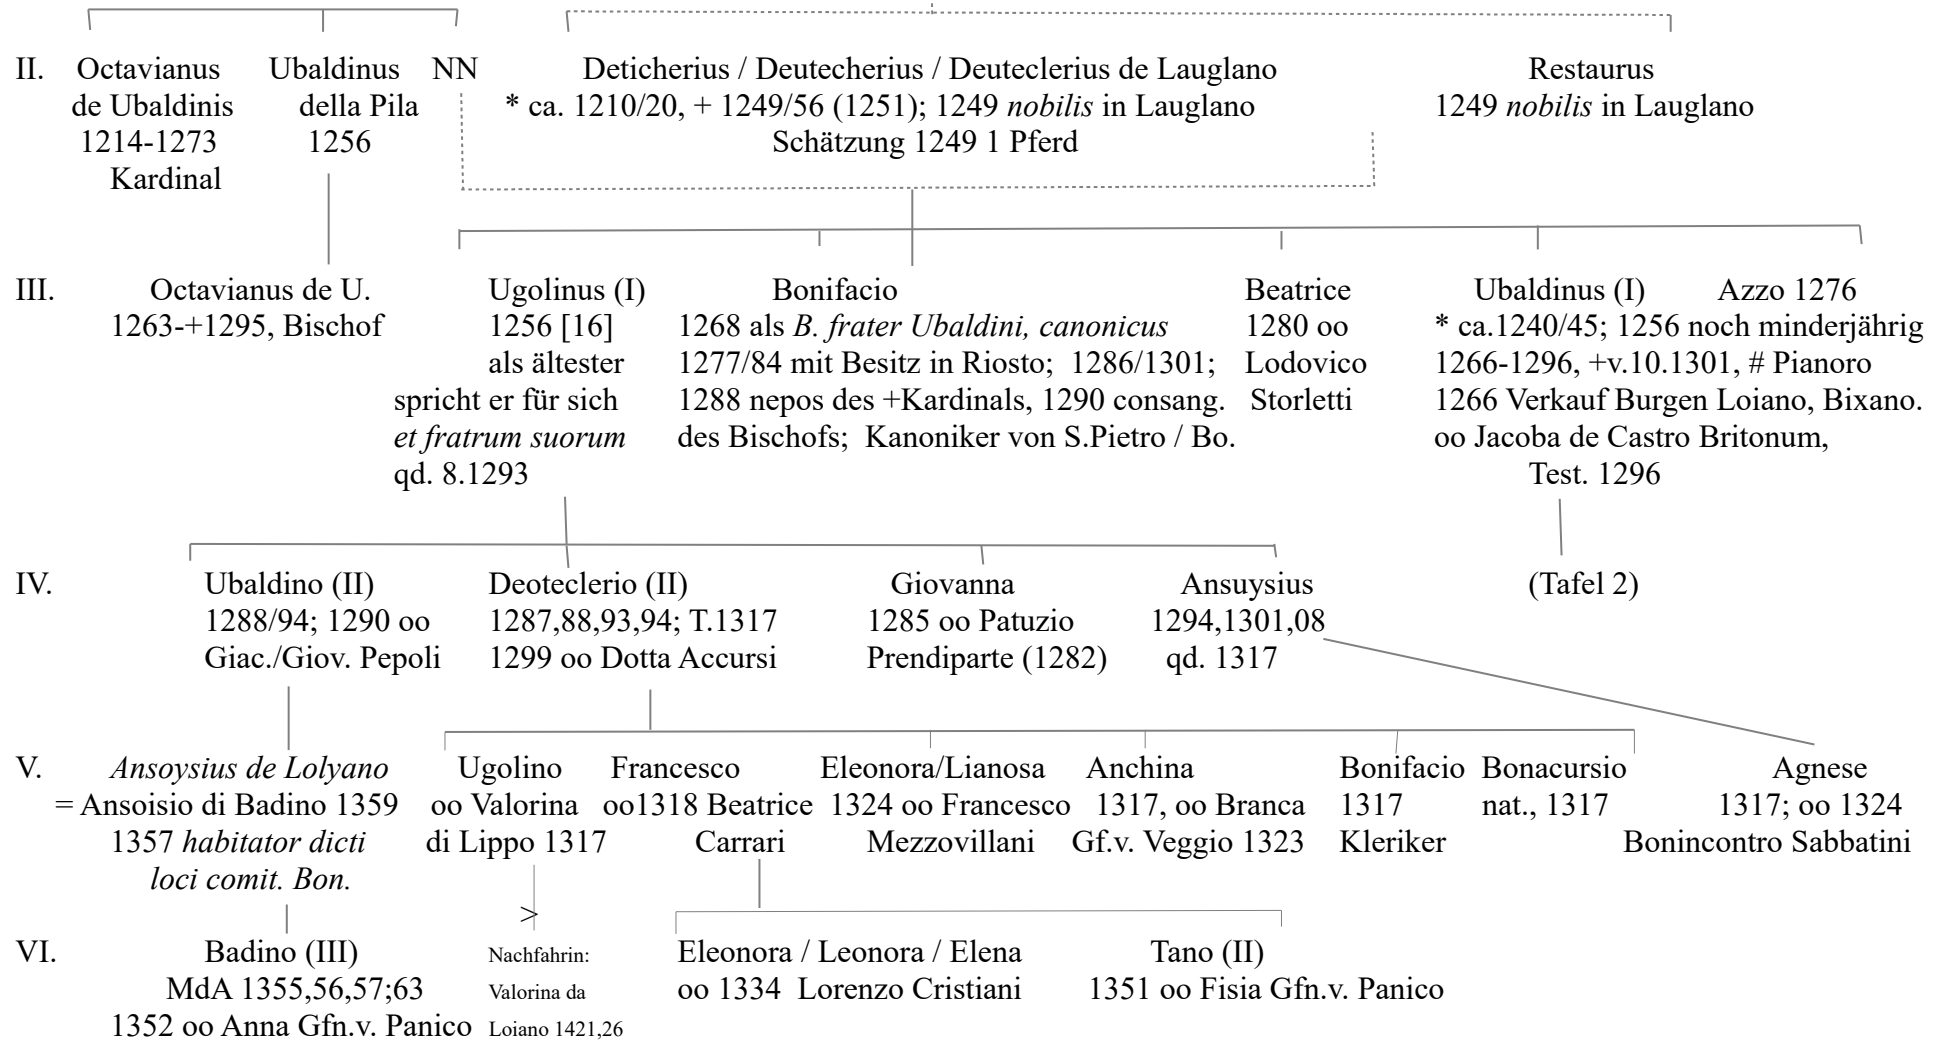 II. Octavianus Ubaldinus NN Deticherius / Deutecherius / Deuteclerius de Lauglano Restaurus
de Ubaldinis della Pila * ca. 1210/20, + 1249/56 (1251); 1249 nobilis in Lauglano 1249 nobilis in Lauglano
1214-1273 1256 Schätzung 1249 1 Pferd
Kardinal
III. Octavianus de U. Ugolinus (I) Bonifacio Beatrice Ubaldinus (I) Azzo 1276
1263-+1295, Bischof 1256 [16] 1268 als B. frater Ubaldini, canonicus 1280 oo * ca.1240/45; 1256 noch minderjährig
als ältester 1277/84 mit Besitz in Riosto; 1286/1301; Lodovico 1266-1296, +v.10.1301, # Pianoro
spricht er für sich 1288 nepos des +Kardinals, 1290 consang. Storletti 1266 Verkauf Burgen Loiano, Bixano.
et fratrum suorum des Bischofs; Kanoniker von S.Pietro / Bo. oo Jacoba de Castro Britonum,
qd. 8.1293 Test. 1296
IV. Ubaldino (II) Deoteclerio (II) Giovanna Ansuysius (Tafel 2)
1288/94; 1290 oo 1287,88,93,94; T.1317 1285 oo Patuzio 1294,1301,08
Giac./Giov. Pepoli 1299 oo Dotta Accursi Prendiparte (1282) qd. 1317
V. Ansoysius de Lolyano Ugolino Francesco Eleonora/Lianosa Anchina Bonifacio Bonacursio Agnese
= Ansoisio di Badino 1359 oo Valorina oo1318 Beatrice 1324 oo Francesco 1317, oo Branca 1317 nat., 1317 1317; oo 1324
1357 habitator dicti di Lippo 1317 Carrari Mezzovillani Gf.v. Veggio 1323 Kleriker Bonincontro Sabbatini
loci comit. Bon.
>
VI. Badino (III) Nachfahrin: Eleonora / Leonora / Elena Tano (II)
MdA 1355,56,57;63 Valorina da oo 1334 Lorenzo Cristiani 1351 oo Fisia Gfn.v. Panico
1352 oo Anna Gfn.v. Panico Loiano 1421,26